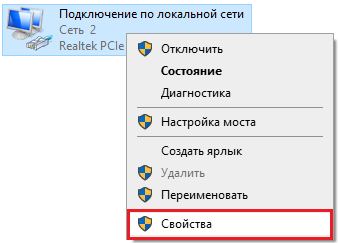 Подключение по локальной сети
Сеть 2
Realtek PCIe
Отключить
Состояние
Диагностика
Настройка моста
Создать ярлык
Удалить
Переименовать
Свойства